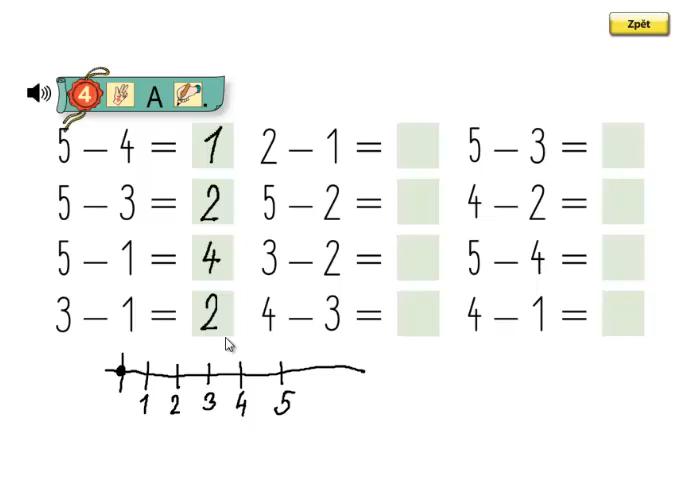 Zpět
4 A .
5 – 4 = 1 2 – 1 = 5 – 3 =
5 – 3 = 2 5 – 2 = 4 – 2 =
5 – 1 = 4 3 – 2 = 5 – 4 =
3 – 1 = 2 4 – 3 = 4 – 1 =
1 2 3 4 5